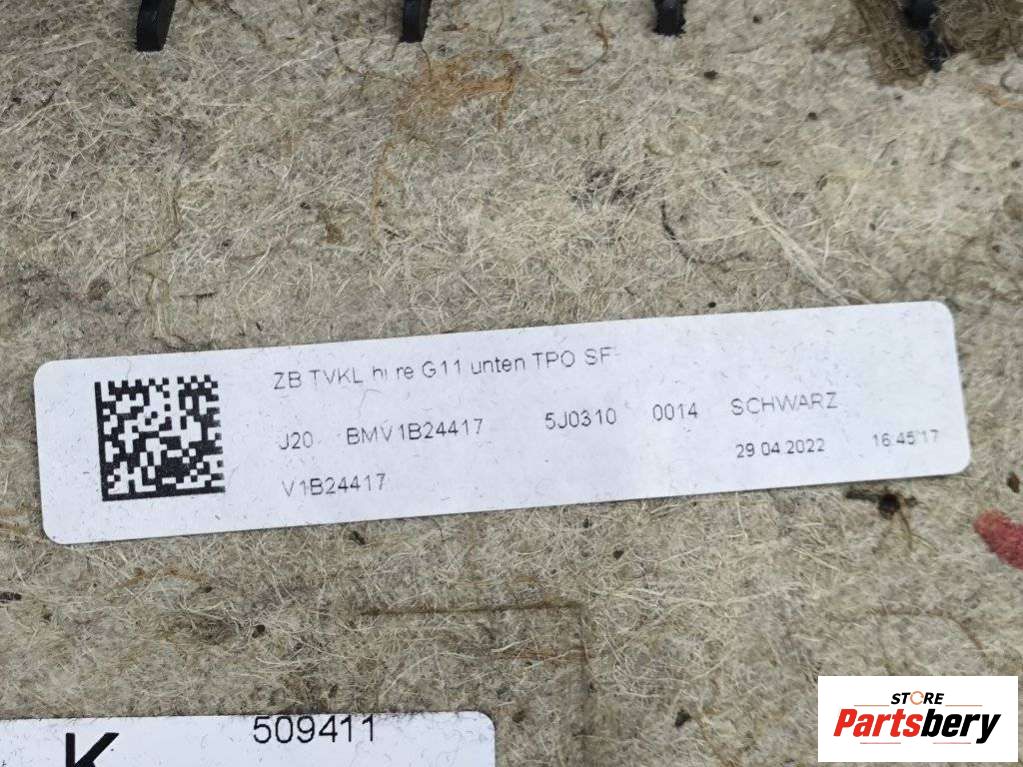 ZB TVKL hi re G11 unten TPO SF
J20 BMV1B24417 5J0310 0014 SCHWARZ
V1B24417 29.04.2022 16:45:17
509411
K
STORE
Partsbery